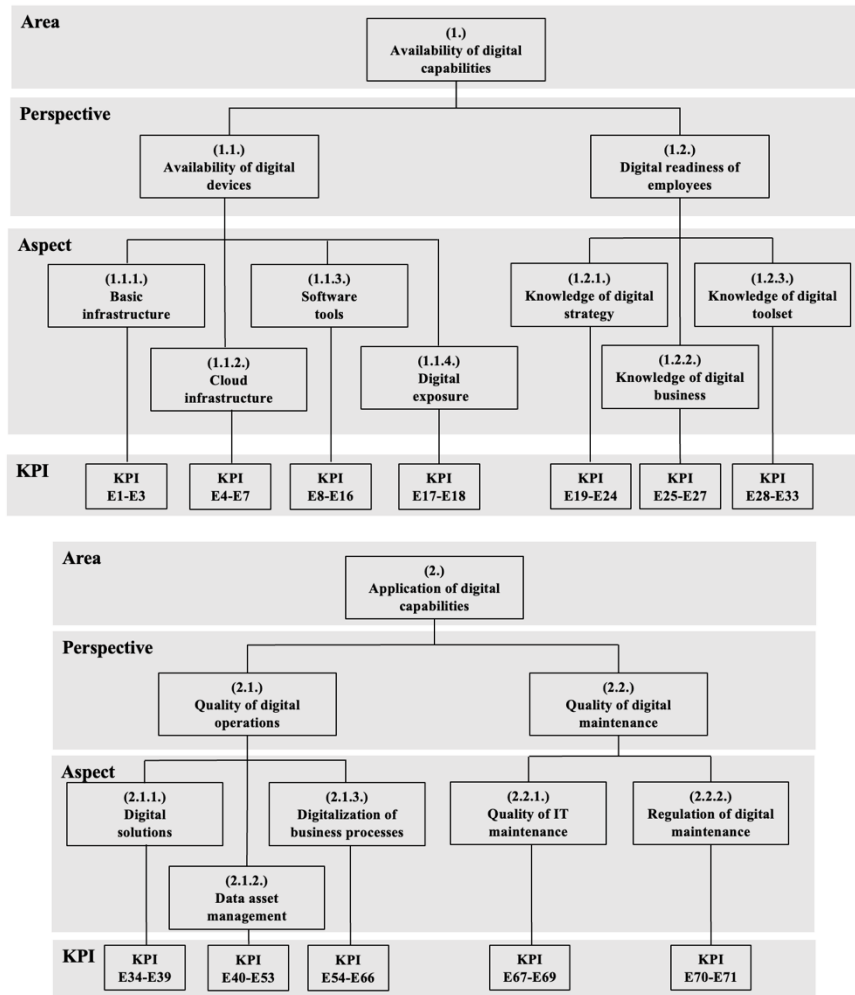 Area
(1.)
Availability of digital
capabilities
Perspective
(1.1.)
Availability of digital
devices
(1.2.)
Digital readiness of
employees
Aspect
(1.1.1.)
Basic
infrastructure
(1.1.3.)
Software
tools
(1.2.1.)
Knowledge of digital
strategy
(1.2.3.)
Knowledge of digital
toolset
(1.1.2.)
Cloud
infrastructure
(1.1.4.)
Digital
exposure
(1.2.2.)
Knowledge of digital
business
KPI
KPI
E1-E3
KPI
E4-E7
KPI
E8-E16
KPI
E17-E18
KPI
E19-E24
KPI
E25-E27
KPI
E28-E33
Area
(2.)
Application of digital
capabilities
Perspective
(2.1.)
Quality of digital
operations
(2.2.)
Quality of digital
maintenance
Aspect
(2.1.1.)
Digital
solutions
(2.1.3.)
Digitalization of
business processes
(2.2.1.)
Quality of IT
maintenance
(2.2.2.)
Regulation of digital
maintenance
(2.1.2.)
Data asset
management
KPI
KPI
E34-E39
KPI
E40-E53
KPI
E54-E66
KPI
E67-E69
KPI
E70-E71